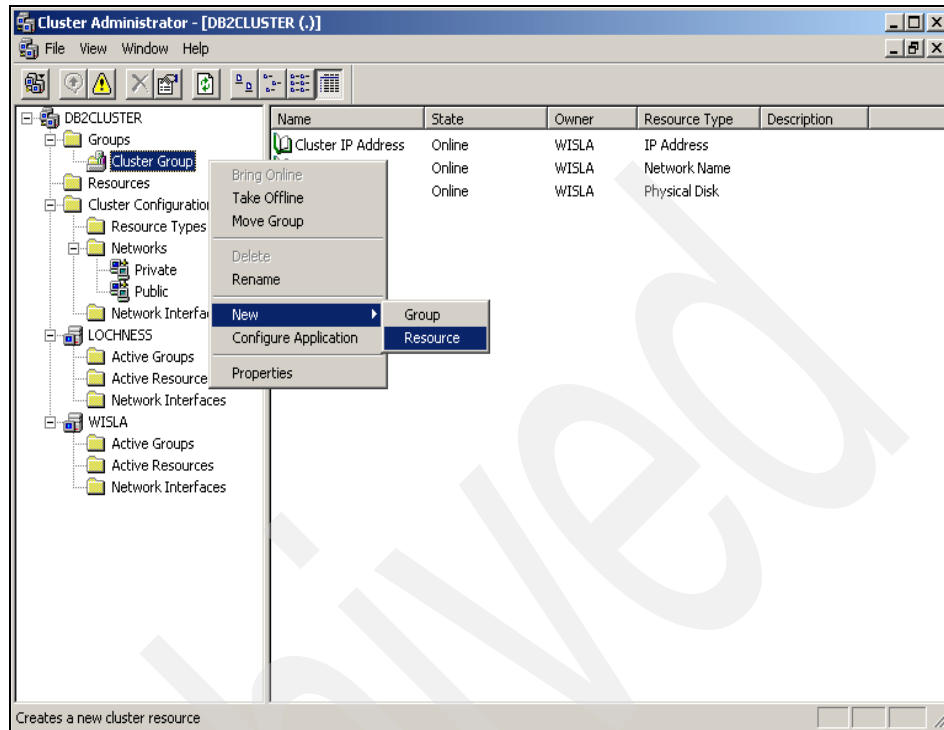 Cluster Administrator - [DB2CLUSTER (.)]
File View Window Help
DB2CLUSTER
Groups
Cluster Group
Resources
Cluster Configuration
Resource Types
Networks
Private
Public
Network Interfa
LOCHNESS
Active Groups
Active Resource
Network Interfaces
WISLA
Active Groups
Active Resources
Network Interfaces
Name State Owner Resource Type Description
Cluster IP Address Online WISLA IP Address
Online WISLA Network Name
Online WISLA Physical Disk
Bring Online
Take Offline
Move Group
Delete
Rename
New
Configure Application
Properties
Group
Resource
Creates a new cluster resource
hived